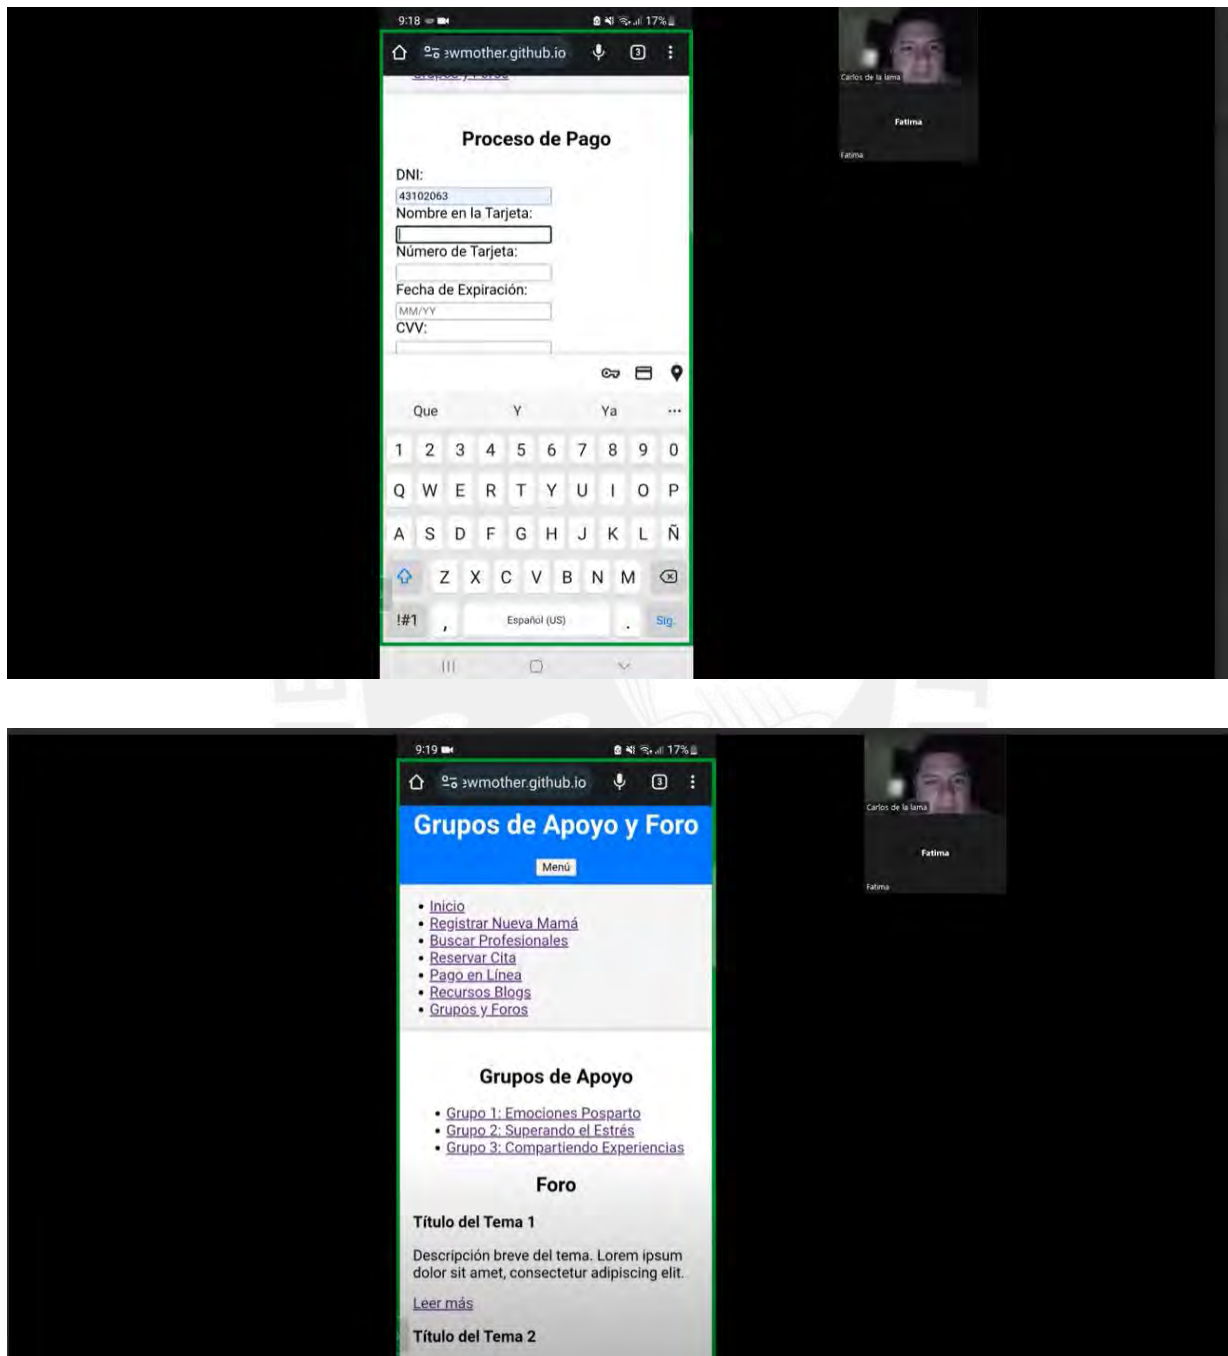 9:18
17%
ewmother.github.io
3
Grupos y Foros
Proceso de Pago
DNI:
43102063
Nombre en la Tarjeta:
Número de Tarjeta:
Fecha de Expiración:
MM/YY
CVV:
Que Y Ya ...
1 2 3 4 5 6 7 8 9 0
Q W E R T Y U I O P
A S D F G H J K L Ñ
Z X C V B N M
!#1 , Español (US) . Sig.
Carlos de la lama
Fatima
Fatima
9:19
17%
ewmother.github.io
3
Grupos de Apoyo y Foro
Menú
• Inicio
• Registrar Nueva Mamá
• Buscar Profesionales
• Reservar Cita
• Pago en Línea
• Recursos Blogs
• Grupos y Foros
Grupos de Apoyo
• Grupo 1: Emociones Posparto
• Grupo 2: Superando el Estrés
• Grupo 3: Compartiendo Experiencias
Foro
Título del Tema 1
Descripción breve del tema. Lorem ipsum
dolor sit amet, consectetur adipiscing elit.
Leer más
Título del Tema 2
Carlos de la lama
Fatima
Fatima